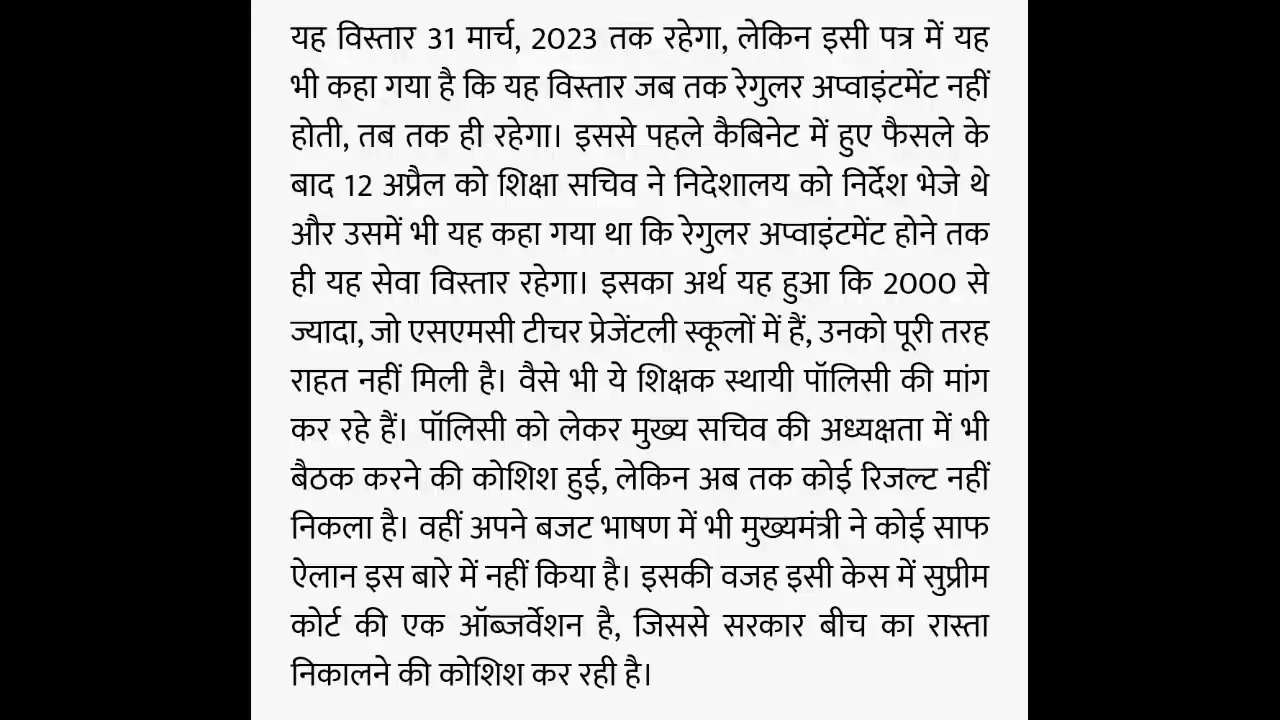 यह विस्तार 31 मार्च, 2023 तक रहेगा, लेकिन इसी पत्र में यह
भी कहा गया है कि यह विस्तार जब तक रेगुलर अप्वाइंटमेंट नहीं
होती, तब तक ही रहेगा। इससे पहले कैबिनेट में हुए फैसले के
बाद 12 अप्रैल को शिक्षा सचिव ने निदेशालय को निर्देश भेजे थे
और उसमें भी यह कहा गया था कि रेगुलर अप्वाइंटमेंट होने तक
ही यह सेवा विस्तार रहेगा। इसका अर्थ यह हुआ कि 2000 से
ज्यादा, जो एसएमसी टीचर प्रेजेंटली स्कूलों में हैं, उनको पूरी तरह
राहत नहीं मिली है। वैसे भी ये शिक्षक स्थायी पॉलिसी की मांग
कर रहे हैं। पॉलिसी को लेकर मुख्य सचिव की अध्यक्षता में भी
बैठक करने की कोशिश हुई, लेकिन अब तक कोई रिजल्ट नहीं
निकला है। वहीं अपने बजट भाषण में भी मुख्यमंत्री ने कोई साफ
ऐलान इस बारे में नहीं किया है। इसकी वजह इसी केस में सुप्रीम
कोर्ट की एक ऑब्जर्वेशन है, जिससे सरकार बीच का रास्ता
निकालने की कोशिश कर रही है।